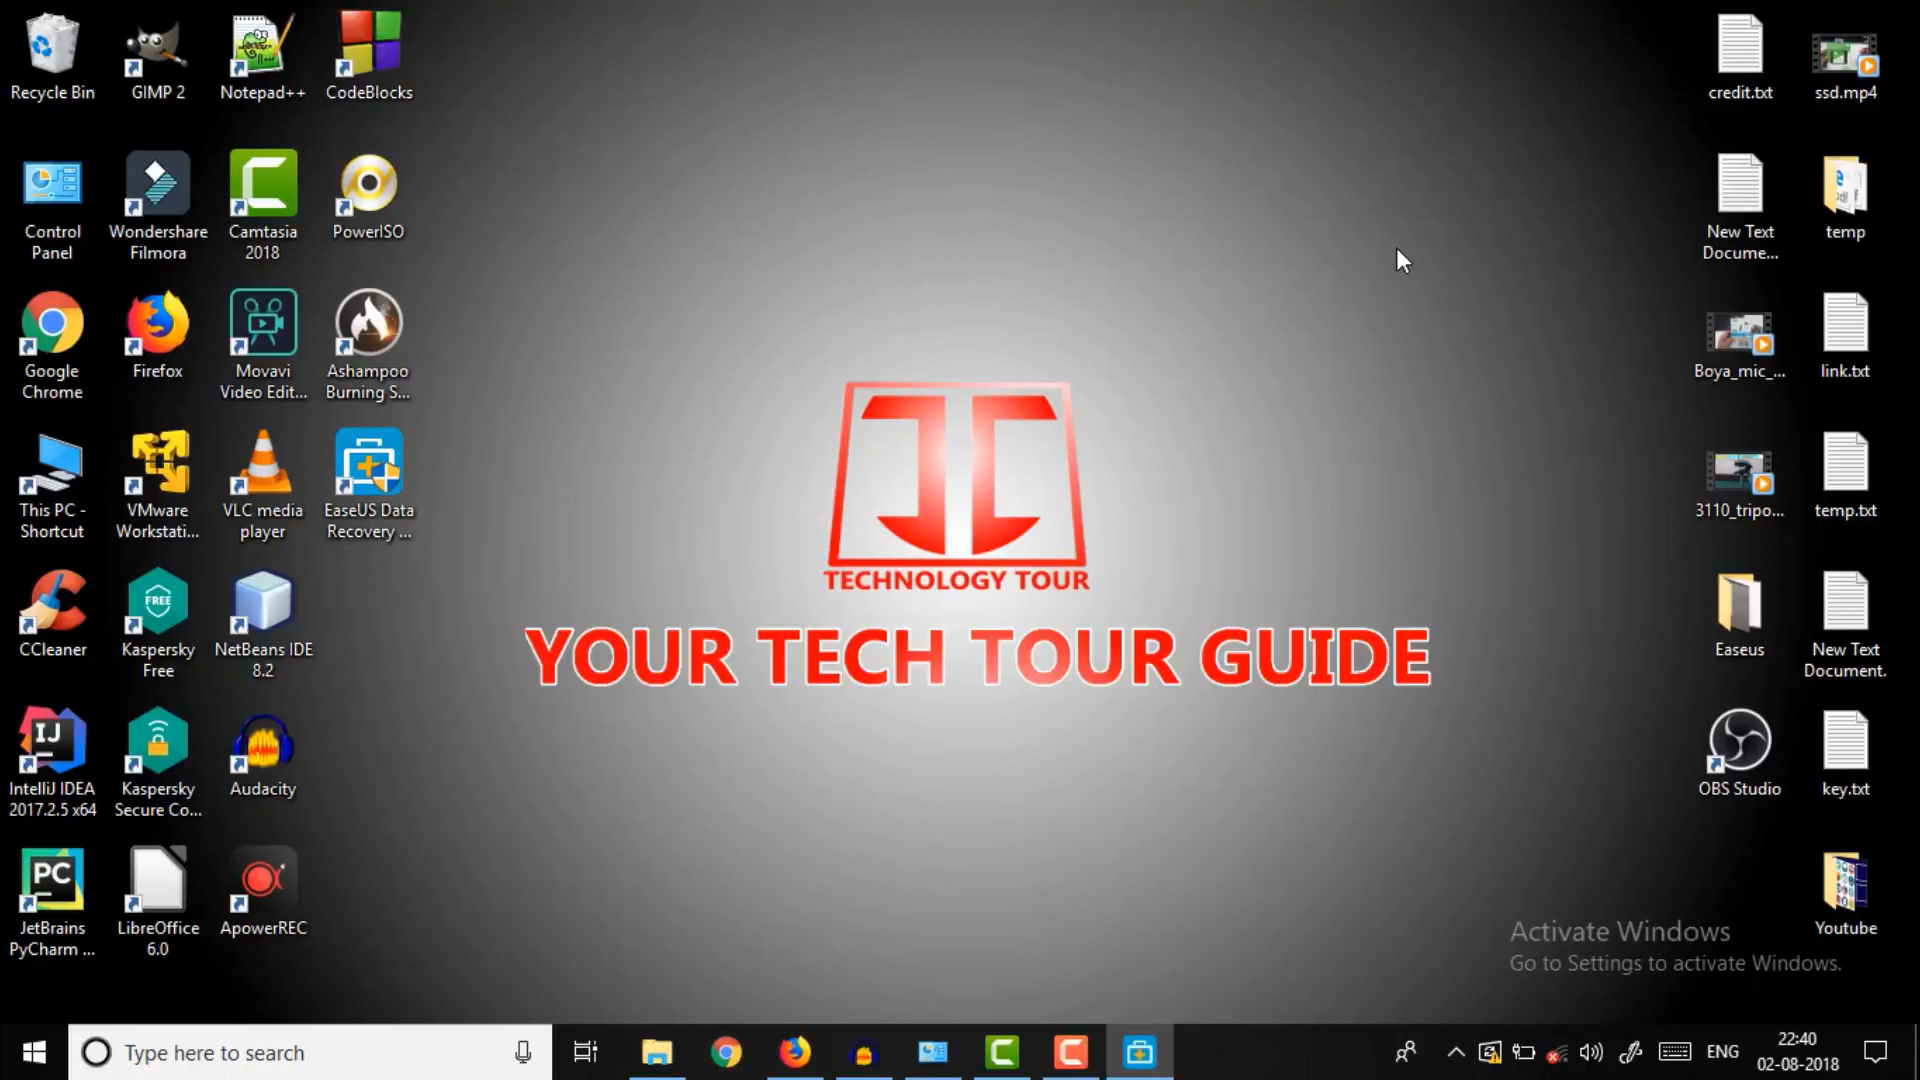 Recycle Bin
GIMP 2
Notepad++
CodeBlocks
credit.txt
ssd.mp4
Control
Panel
Wondershare
Filmora
Camtasia
2018
PowerISO
New Text
Docume...
temp
Google
Chrome
Firefox
Movavi
Video Edit...
Ashampoo
Burning S...
Boya_mic_...
link.txt
This PC -
Shortcut
VMware
Workstati...
VLC media
player
EaseUS Data
Recovery ...
3110_tripo...
temp.txt
CCleaner
FREE
Kaspersky
Free
NetBeans IDE
8.2
Easeus
New Text
Document.
IJ
IntelliJ IDEA
2017.2.5 x64
Kaspersky
Secure Co...
Audacity
OBS Studio
key.txt
PC
JetBrains
PyCharm ...
LibreOffice
6.0
ApowerREC
Youtube
TECHNOLOGY TOUR
YOUR TECH TOUR GUIDE
Activate Windows
Go to Settings to activate Windows.
Type here to search
ENG
22:40
02-08-2018